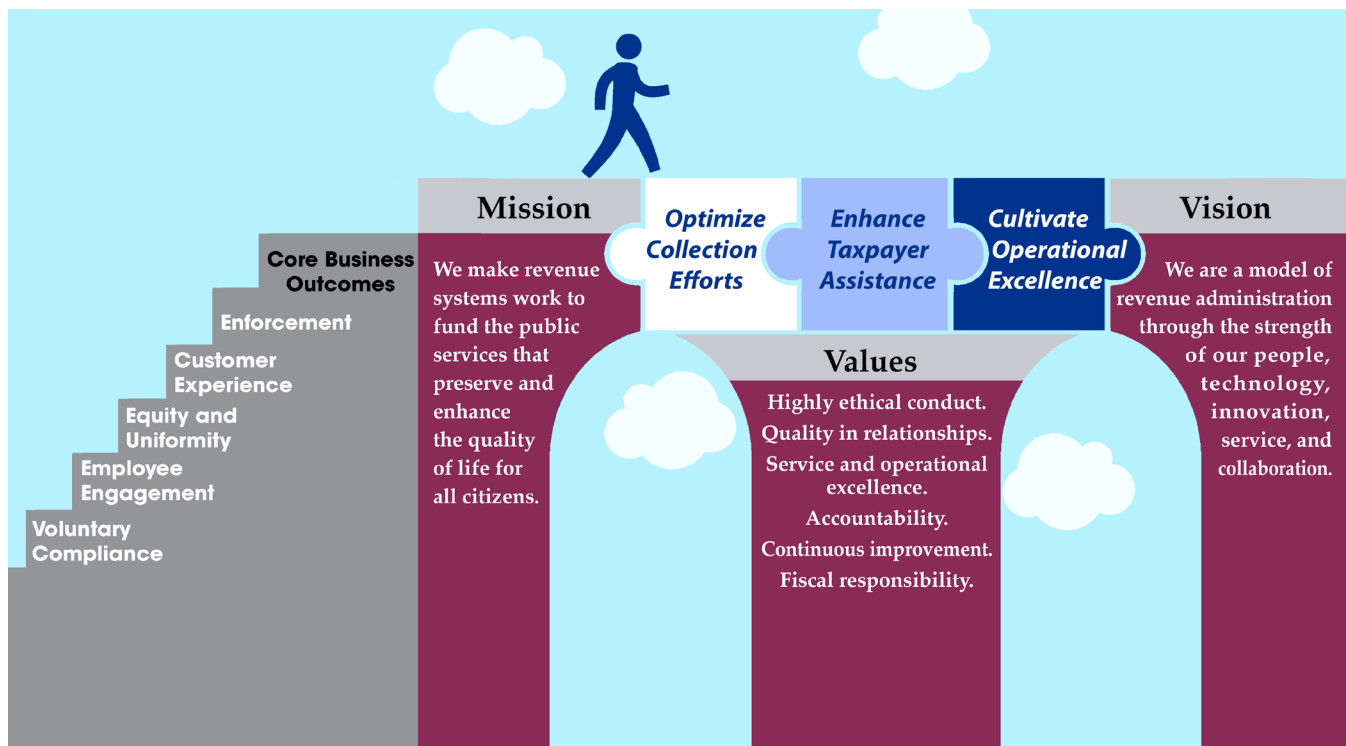 Mission
We make revenue
systems work to
fund the public
services that
preserve and
enhance
the quality
of life for
all citizens.
Optimize
Collection
Efforts
Enhance
Taxpayer
Assistance
Cultivate
Operational
Excellence
Vision
We are a model of
revenue administration
through the strength
of our people,
technology,
innovation,
service, and
collaboration.
Values
Highly ethical conduct.
Quality in relationships.
Service and operational
excellence.
Accountability.
Continuous improvement.
Fiscal responsibility.
Core Business
Outcomes
Enforcement
Customer
Experience
Equity and
Uniformity
Employee
Engagement
Voluntary
Compliance